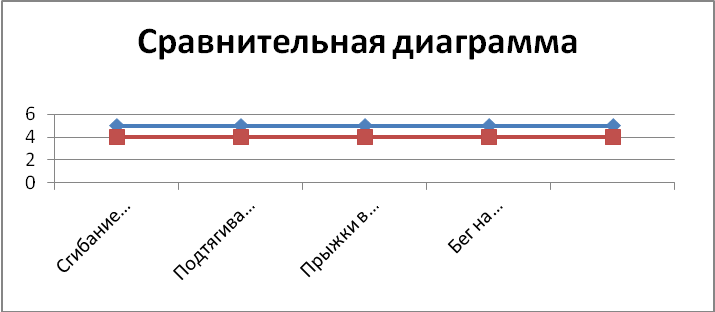 Сравнительная диаграмма
6
4
2
0
Сгибание...
Подтягива...
Прыжки в...
Бег на...